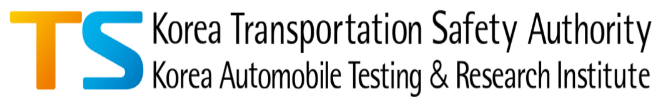 TS Korea Transportation Safety Authority
Korea Automobile Testing & Research Institute